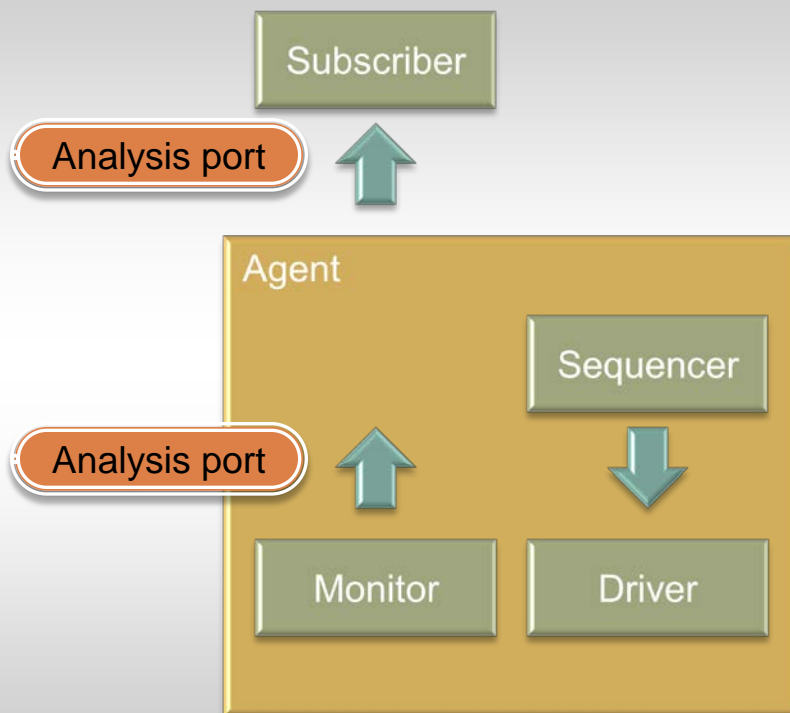 Subscriber
Analysis port
Agent
Sequencer
Analysis port
Monitor
Driver